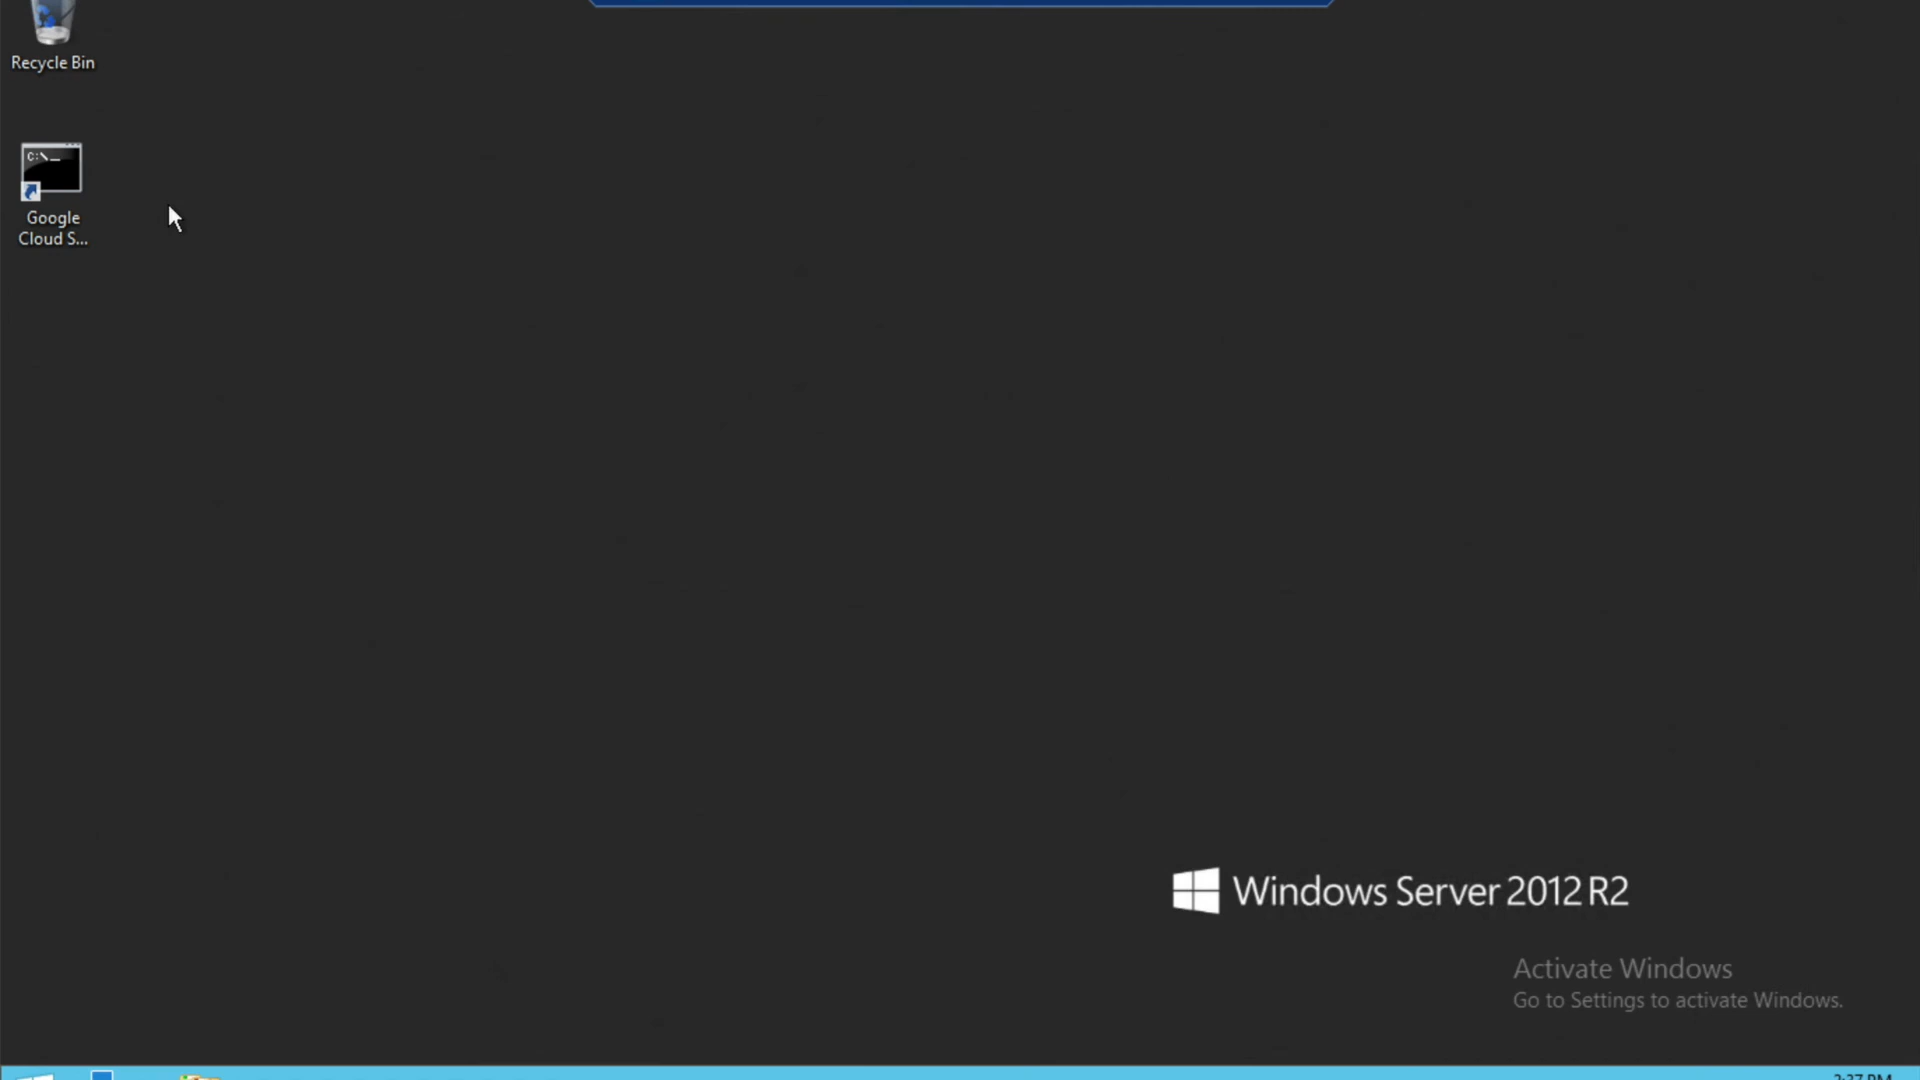 Recycle Bin
C:\_
Google
Cloud S...
Windows Server 2012 R2
Activate Windows
Go to Settings to activate Windows.